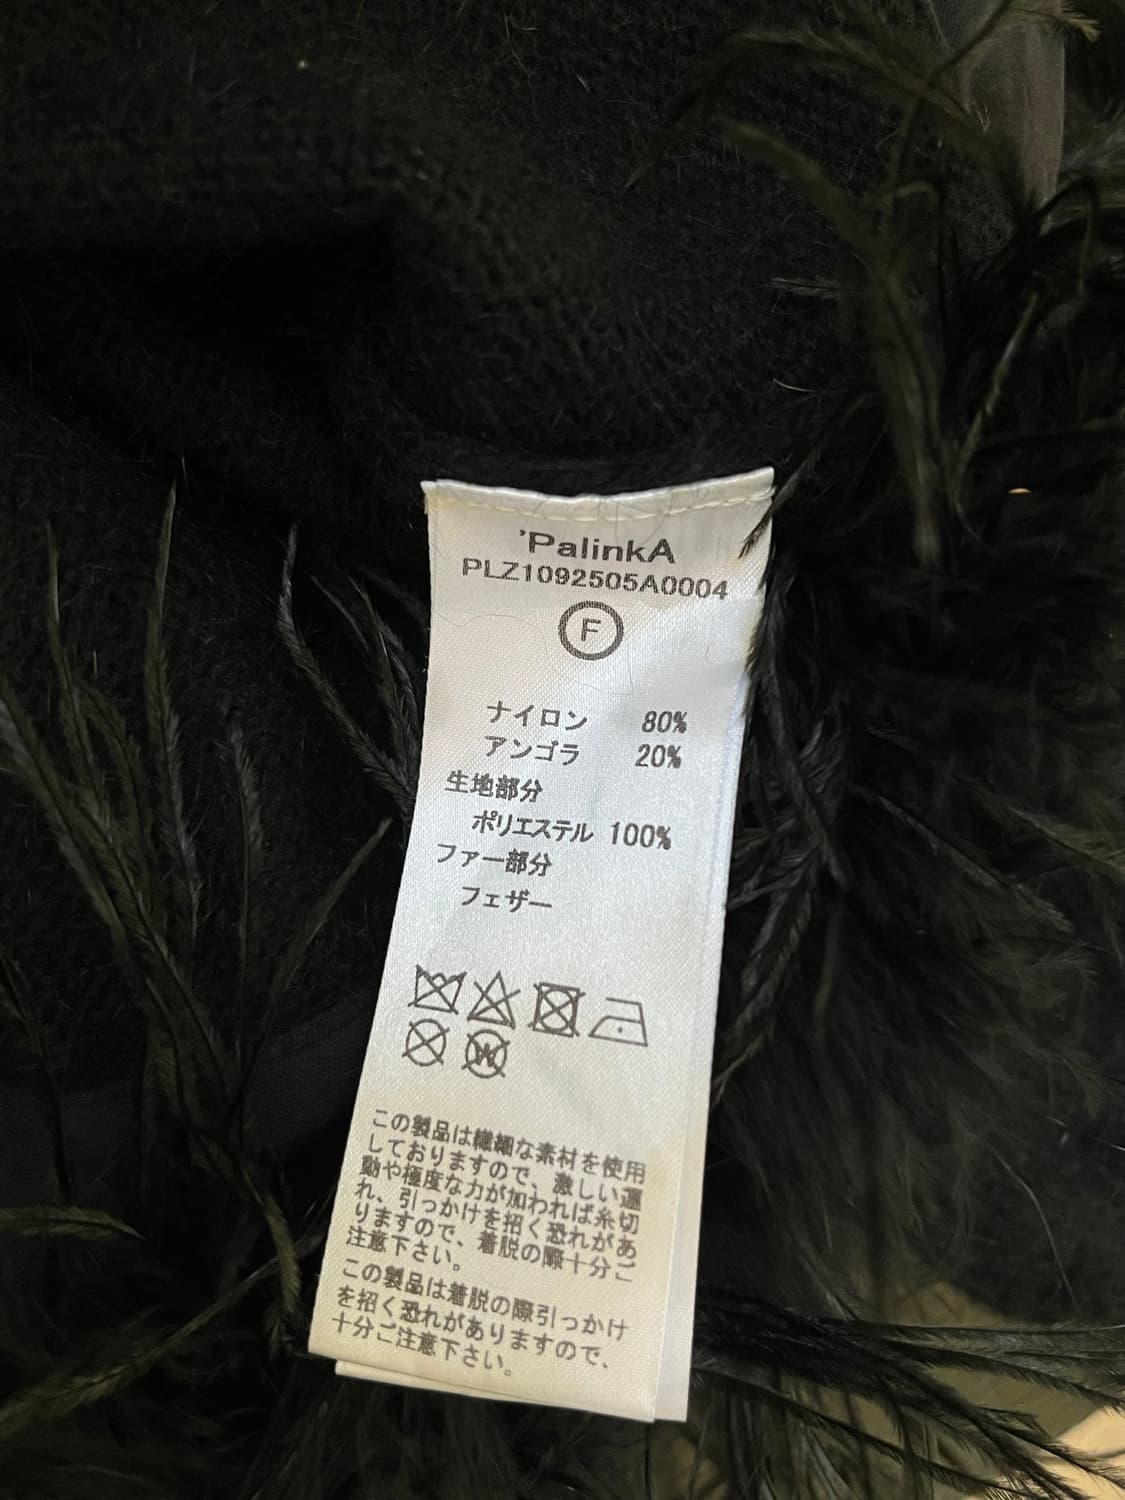 'PalinkA
PLZ1092505A0004
F
ナイロン 80%
アンゴラ 20%
生地部分
ポリエステル 100%
ファー部分
フェザー
W
この製品は繊細な素材を使用
しておりますので、激しい運
動や極度な力が加われば糸切
れ、引っかけを招く恐れがあ
りますので、着脱の際十分ご
注意下さい。
この製品は着脱の際引っかけ
を招く恐れがありますので、
十分ご注意下さい。